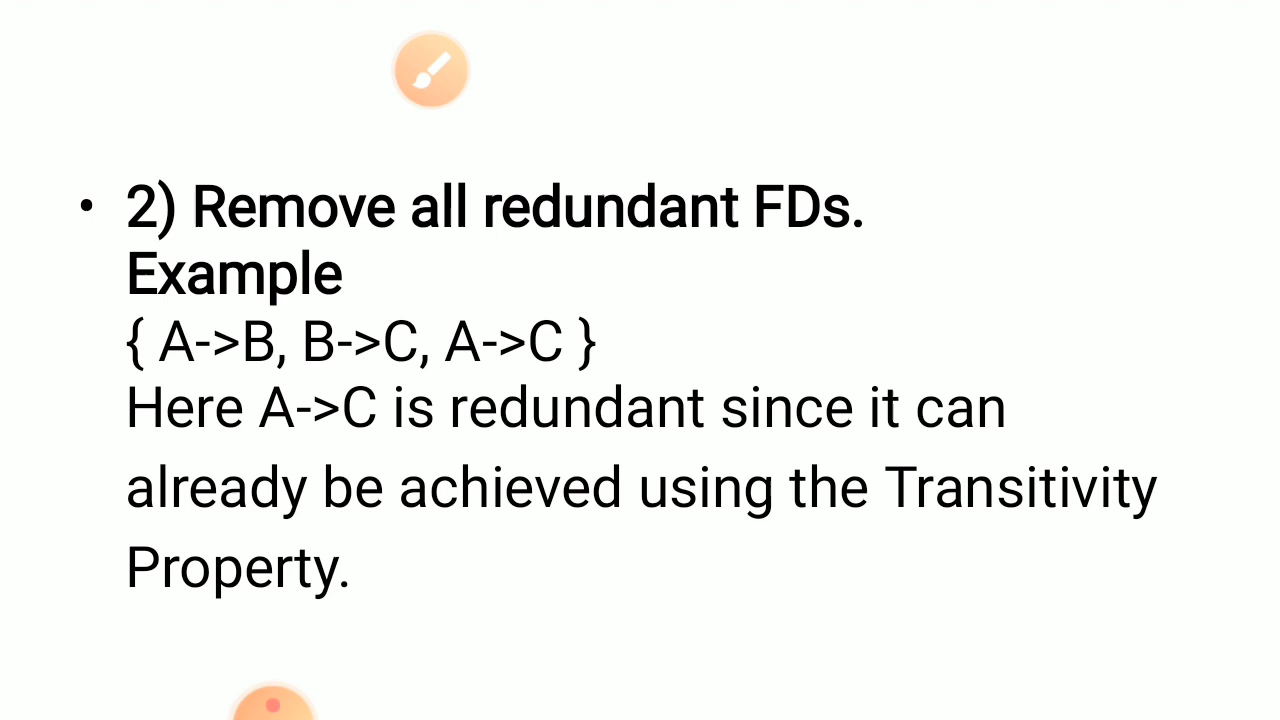 • 2) Remove all redundant FDs.
Example
{ A->B, B->C, A->C }
Here A->C is redundant since it can
already be achieved using the Transitivity
Property.